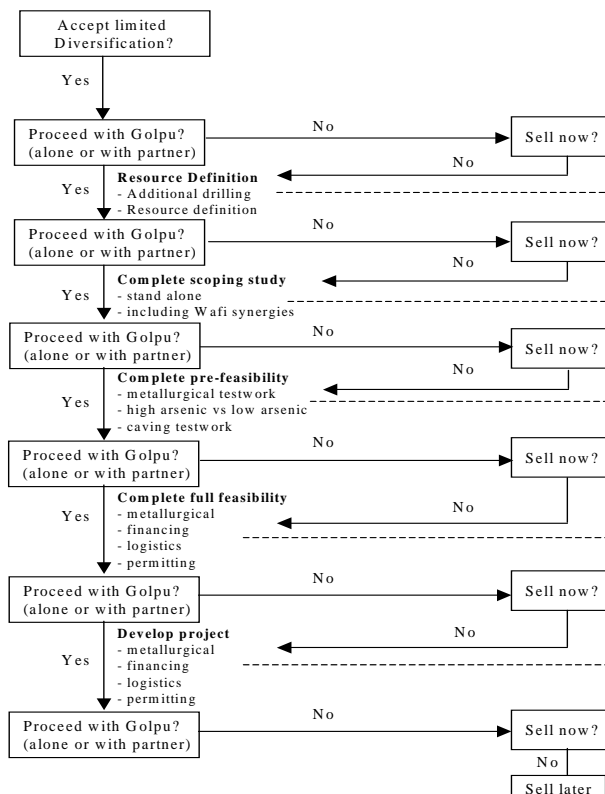 Accept limited
Diversification?
Yes
No
Proceed with Golpu?
(alone or with partner)
Sell now?
No
Yes
Resource Definition
- Additional drilling
- Resource definition
No
Proceed with Golpu?
(alone or with partner)
Sell now?
No
Yes
Complete scoping study
- stand alone
- including Wafi synergies
No
Proceed with Golpu?
(alone or with partner)
Sell now?
No
Yes
Complete pre-feasibility
- metallurgical testwork
- high arsenic vs low arsenic
- caving testwork
No
Proceed with Golpu?
(alone or with partner)
Sell now?
No
Yes
Complete full feasibility
- metallurgical
- financing
- logistics
- permitting
No
Proceed with Golpu?
(alone or with partner)
Sell now?
No
Yes
Develop project
- metallurgical
- financing
- logistics
- permitting
No
Proceed with Golpu?
(alone or with partner)
Sell now?
No
Sell later